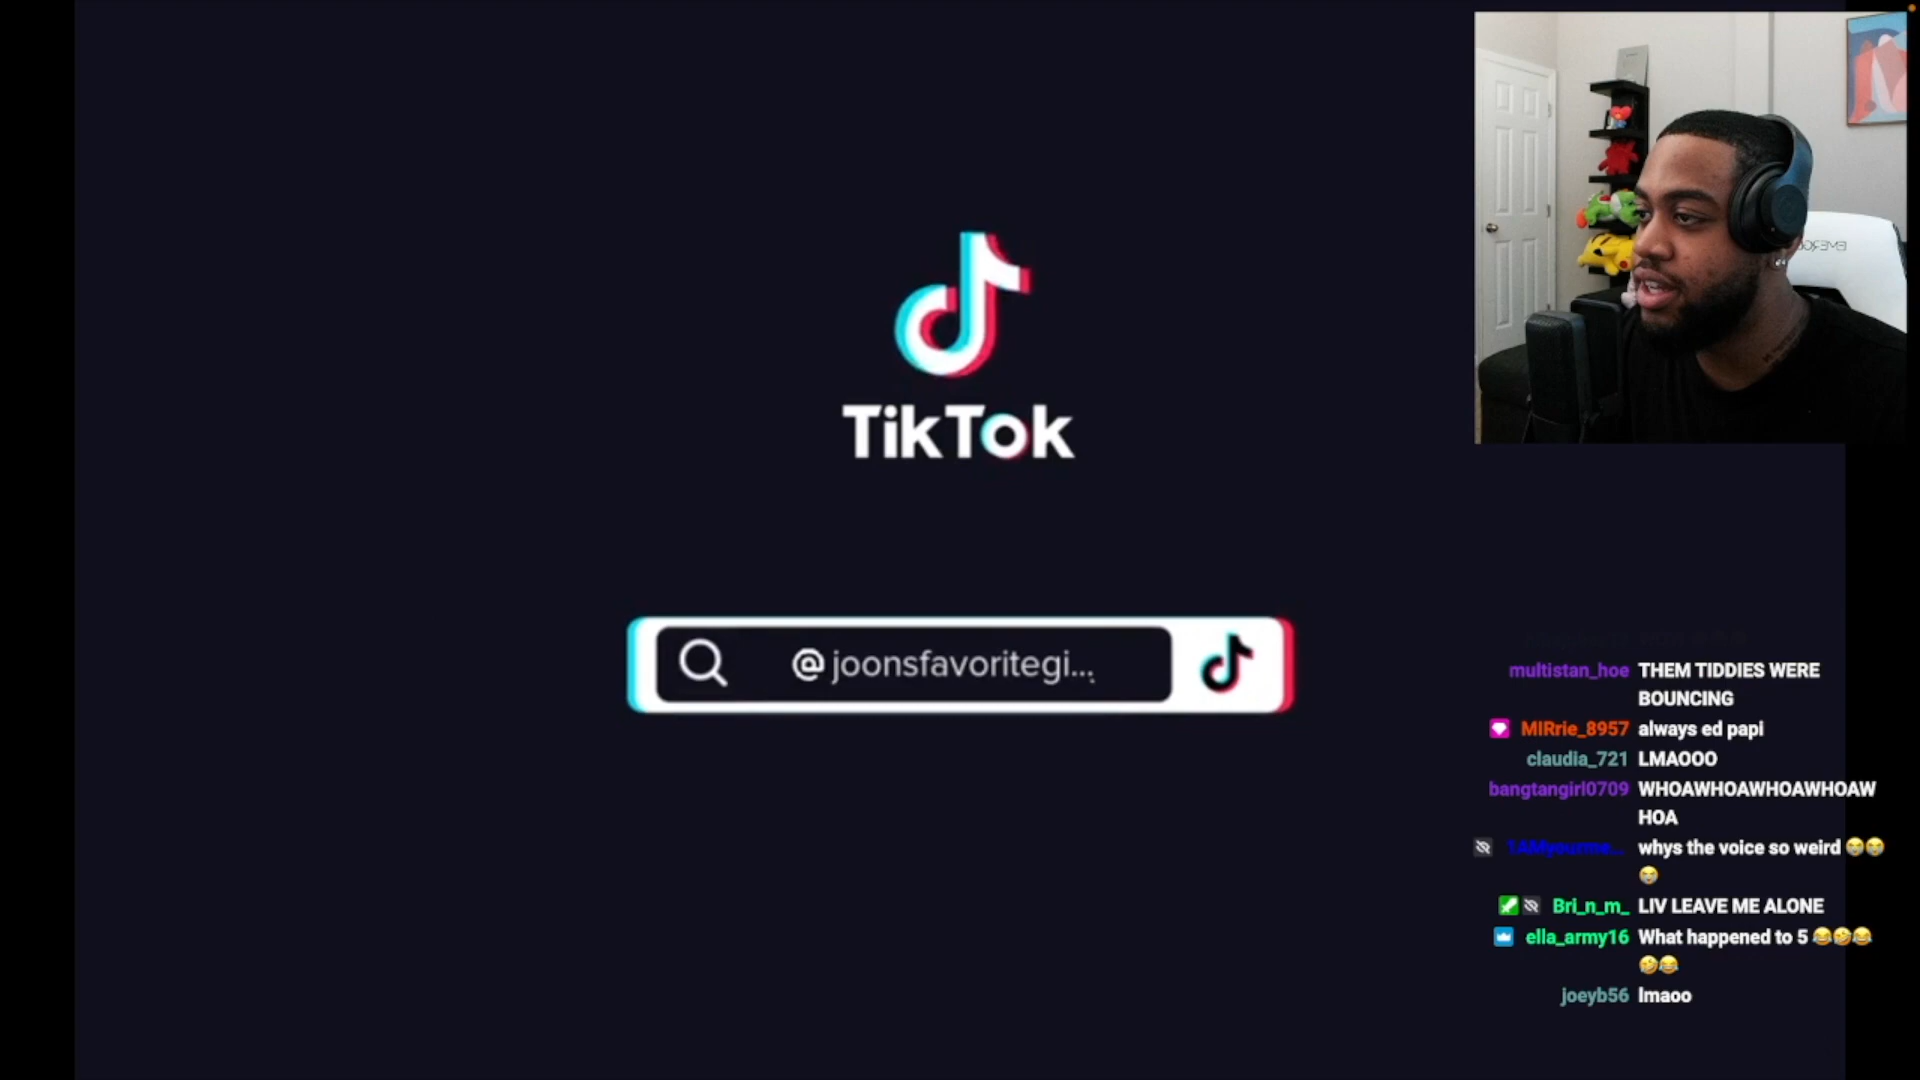 TikTok
@joonsfavoritegi...
multistan_hoe THEM TIDDIES WERE
BOUNCING
MIRrie_8957 always ed papi
claudia_721 LMAOOO
bangtangirl0709 WHOAWHOAWHOAWHOAW
HOA
1AMyourme... whys the voice so weird 😭😭
😭
Bri_n_m_ LIV LEAVE ME ALONE
ella_army16 What happened to 5 😂🤣😂
🤣😂
joeyb56 lmaoo